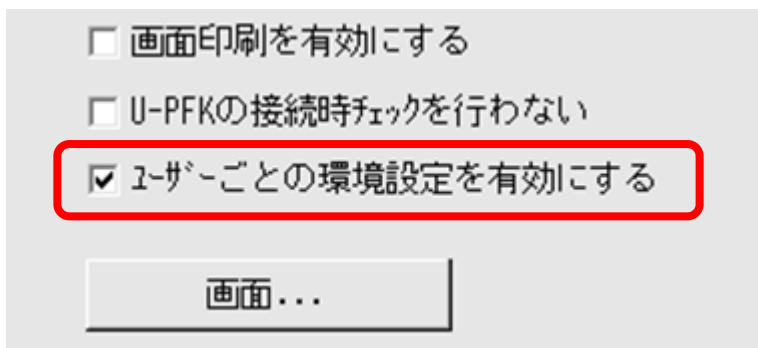 画面印刷を有効にする
U-PFKの接続時ﾁｪｯｸを行わない
ﾕｰｻﾞｰごとの環境設定を有効にする
画面...